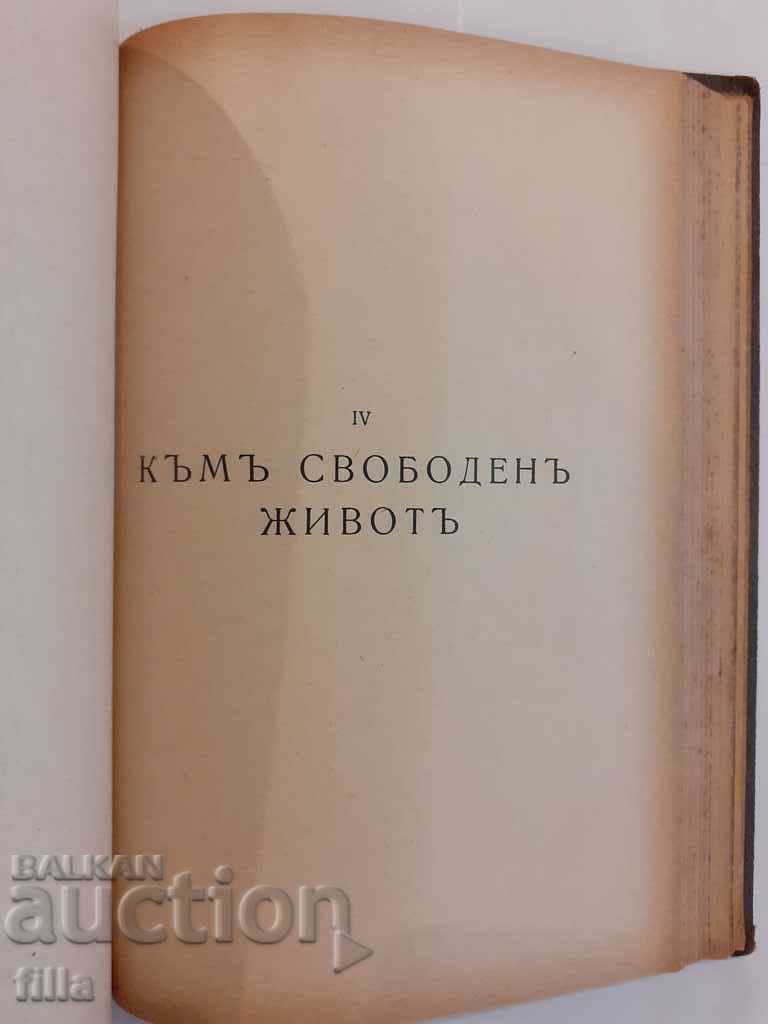 IV
КЪМЪ СВОБОДЕНЪ
ЖИВОТЪ
BALKAN
auction
filla